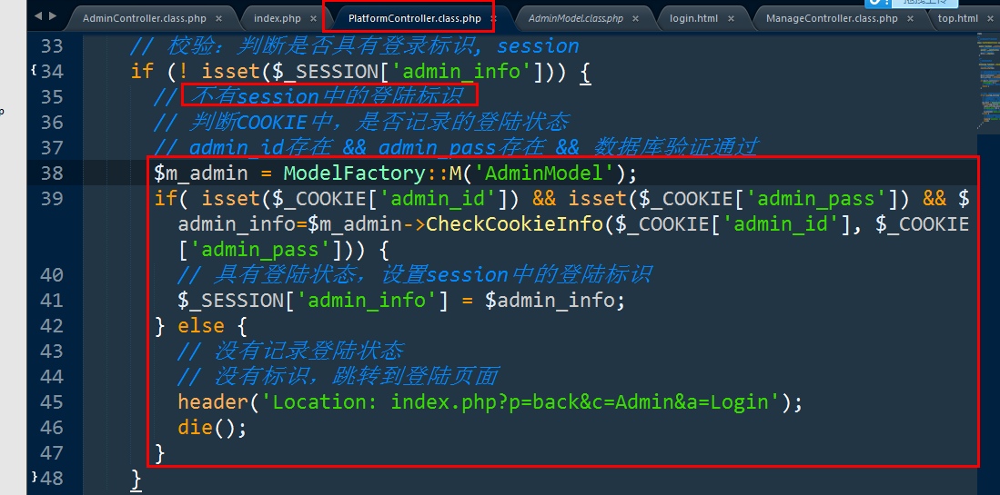 AdminController.class.php × index.php × PlatformController.class.php × AdminModel.class.php × login.html × ManageController.class.php × top.html ×
33 // 校验：判断是否具有登录标识, session
34 if (! isset($_SESSION['admin_info'])) {
35 // 不有session中的登陆标识
36 // 判断COOKIE中，是否记录的登陆状态
37 // admin_id存在 && admin_pass存在 && 数据库验证通过
38 $m_admin = ModelFactory::M('AdminModel');
39 if( isset($_COOKIE['admin_id']) && isset($_COOKIE['admin_pass']) && $
admin_info=$m_admin->CheckCookieInfo($_COOKIE['admin_id'], $_COOKIE
['admin_pass'])) {
40 // 具有登陆状态，设置session中的登陆标识
41 $_SESSION['admin_info'] = $admin_info;
42 } else {
43 // 没有记录登陆状态
44 // 没有标识，跳转到登陆页面
45 header('Location: index.php?p=back&c=Admin&a=Login');
46 die();
47 }
48 }